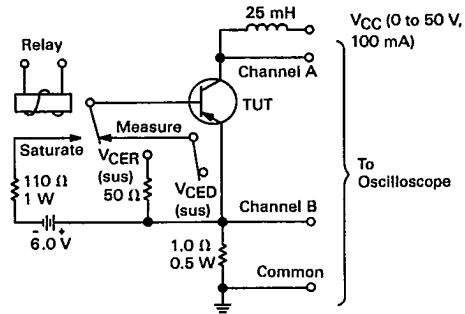 25 mH
VCC (0 to 50 V,
100 mA)
Relay
Channel A
TUT
Measure
Saturate
VCER
(sus)
50 Ω
VCED
(sus)
110 Ω
1 W
To
Oscilloscope
Channel B
- +
6.0 V
1.0 Ω
0.5 W
Common